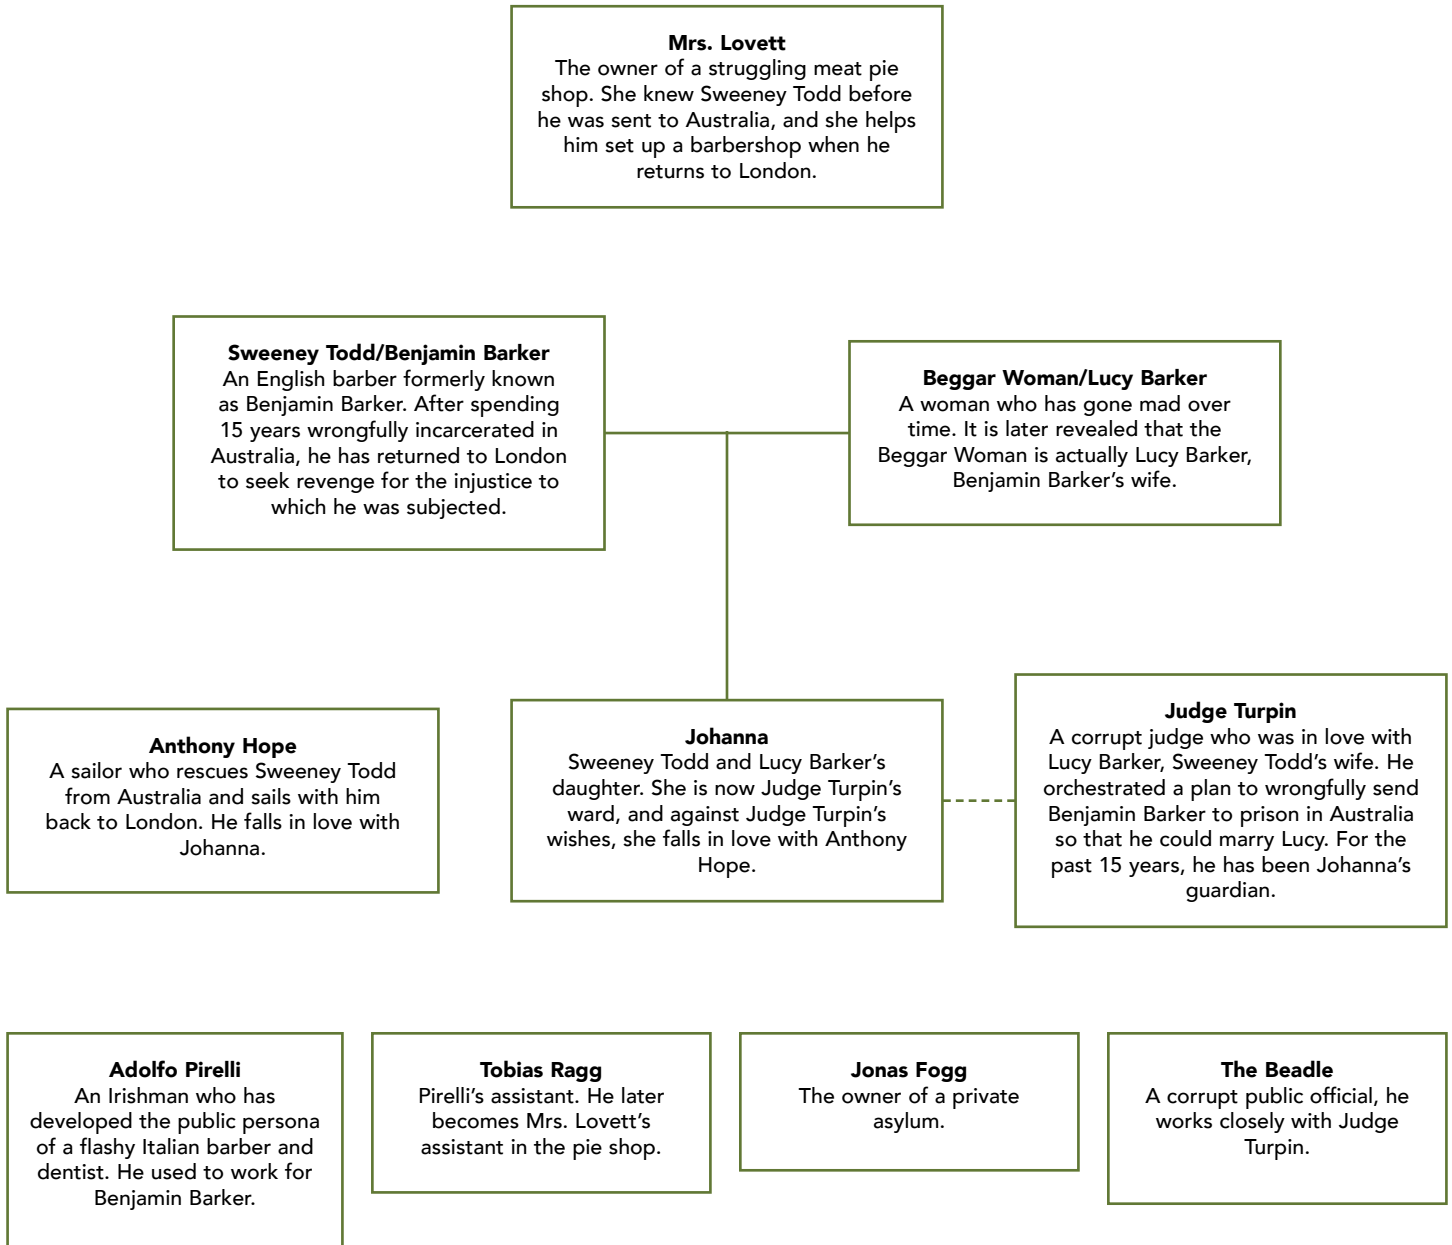 Mrs. Lovett
The owner of a struggling meat pie
shop. She knew Sweeney Todd before
he was sent to Australia, and she helps
him set up a barbershop when he
returns to London.
Sweeney Todd/Benjamin Barker
An English barber formerly known
as Benjamin Barker. After spending
15 years wrongfully incarcerated in
Australia, he has returned to London
to seek revenge for the injustice to
which he was subjected.
Beggar Woman/Lucy Barker
A woman who has gone mad over
time. It is later revealed that the
Beggar Woman is actually Lucy Barker,
Benjamin Barker’s wife.
Anthony Hope
A sailor who rescues Sweeney Todd
from Australia and sails with him
back to London. He falls in love with
Johanna.
Johanna
Sweeney Todd and Lucy Barker’s
daughter. She is now Judge Turpin’s
ward, and against Judge Turpin’s
wishes, she falls in love with Anthony
Hope.
Judge Turpin
A corrupt judge who was in love with
Lucy Barker, Sweeney Todd’s wife. He
orchestrated a plan to wrongfully send
Benjamin Barker to prison in Australia
so that he could marry Lucy. For the
past 15 years, he has been Johanna’s
guardian.
Adolfo Pirelli
An Irishman who has
developed the public persona
of a flashy Italian barber and
dentist. He used to work for
Benjamin Barker.
Tobias Ragg
Pirelli’s assistant. He later
becomes Mrs. Lovett’s
assistant in the pie shop.
Jonas Fogg
The owner of a private
asylum.
The Beadle
A corrupt public official, he
works closely with Judge
Turpin.